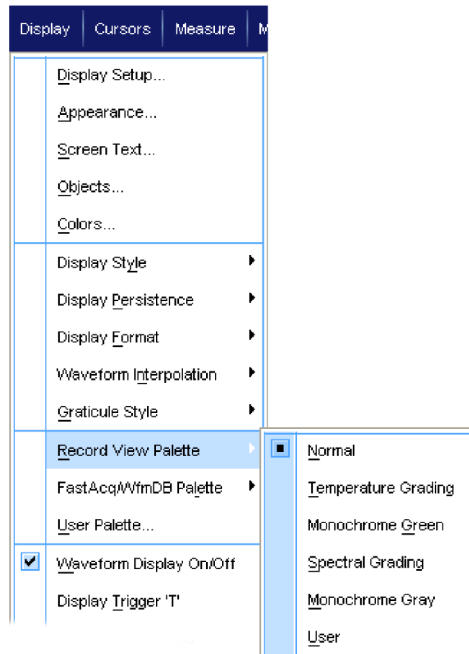 Display Cursors Measure
Display Setup...
Appearance...
Screen Text...
Objects...
Colors...
Display Style
Display Persistence
Display Format
Waveform Interpolation
Graticule Style
Record View Palette
Normal
FastAcq/WfmDB Palette
Temperature Grading
User Palette...
Monochrome Green
Waveform Display On/Off
Spectral Grading
Display Trigger 'T'
Monochrome Gray
User